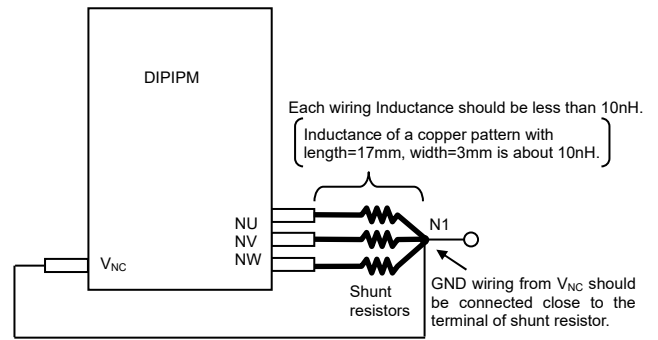 DIPIPM
Each wiring Inductance should be less than 10nH.
Inductance of a copper pattern with
length=17mm, width=3mm is about 10nH.
NU
NV
NW
N1
VNC
Shunt
resistors
GND wiring from VNC should
be connected close to the
terminal of shunt resistor.